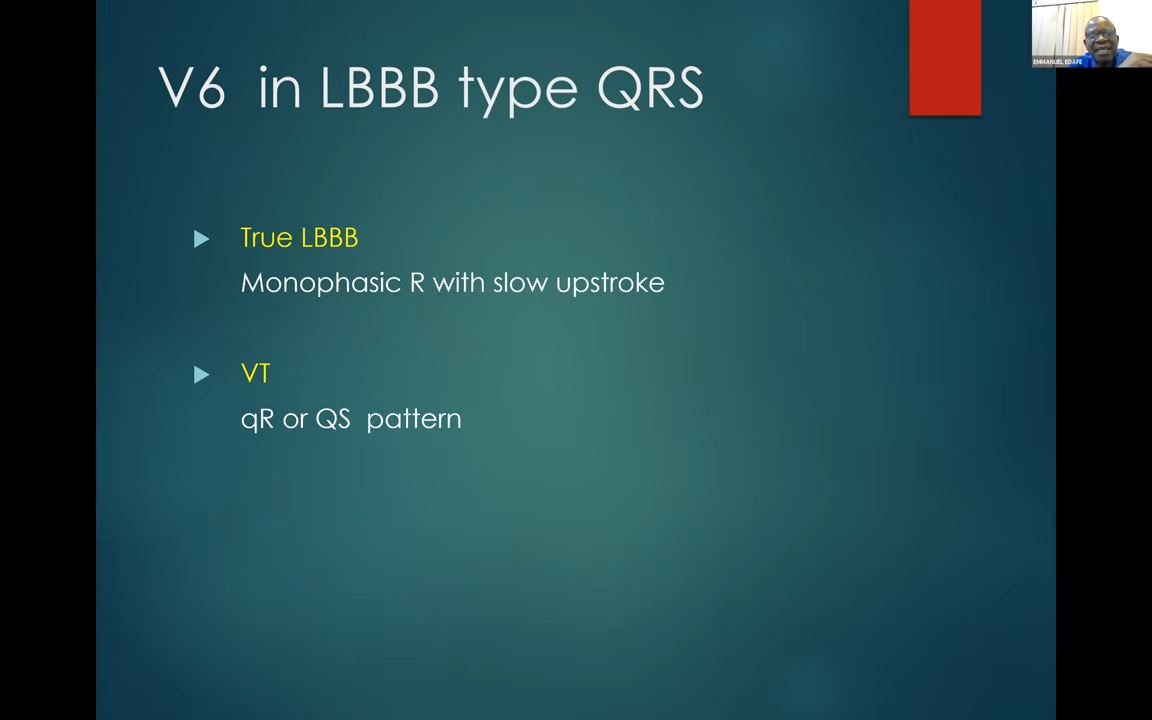 V6 in LBBB type QRS
EMMANUEL EDAFE
True LBBB
Monophasic R with slow upstroke
VT
qR or QS pattern